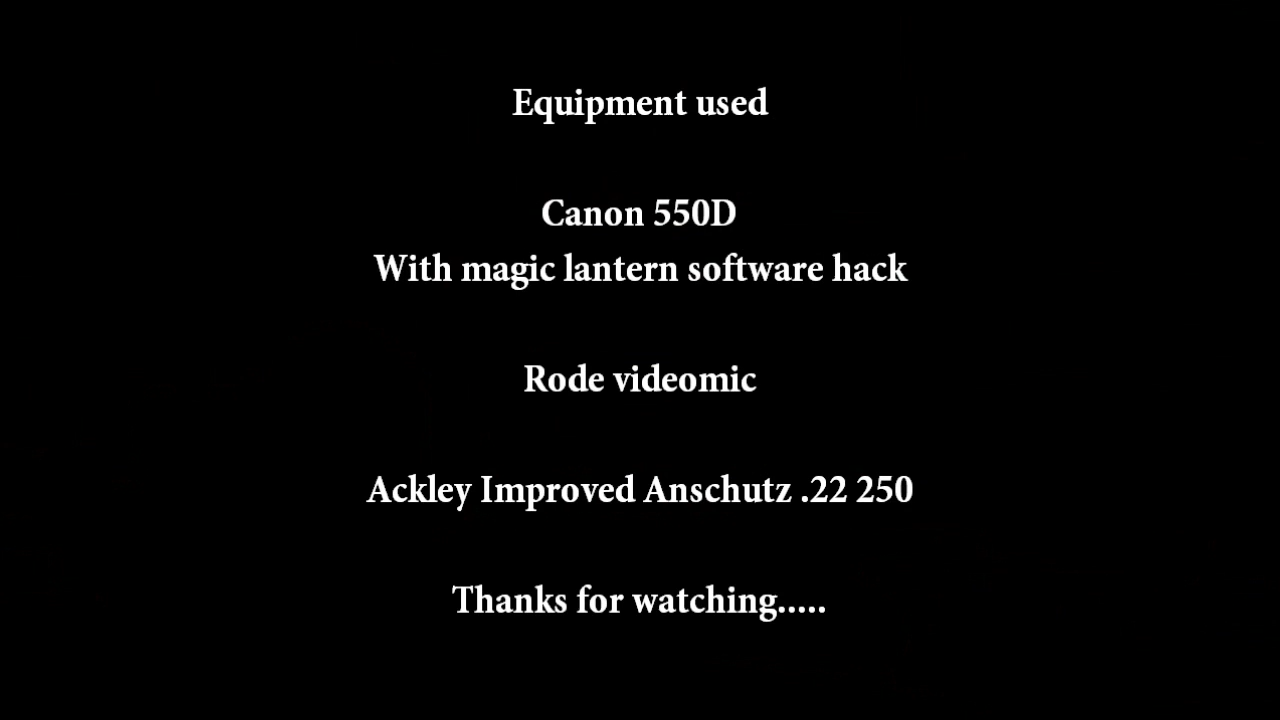 Equipment used
Canon 550D
With magic lantern software hack
Rode videomic
Ackley Improved Anschutz .22 250
Thanks for watching.....